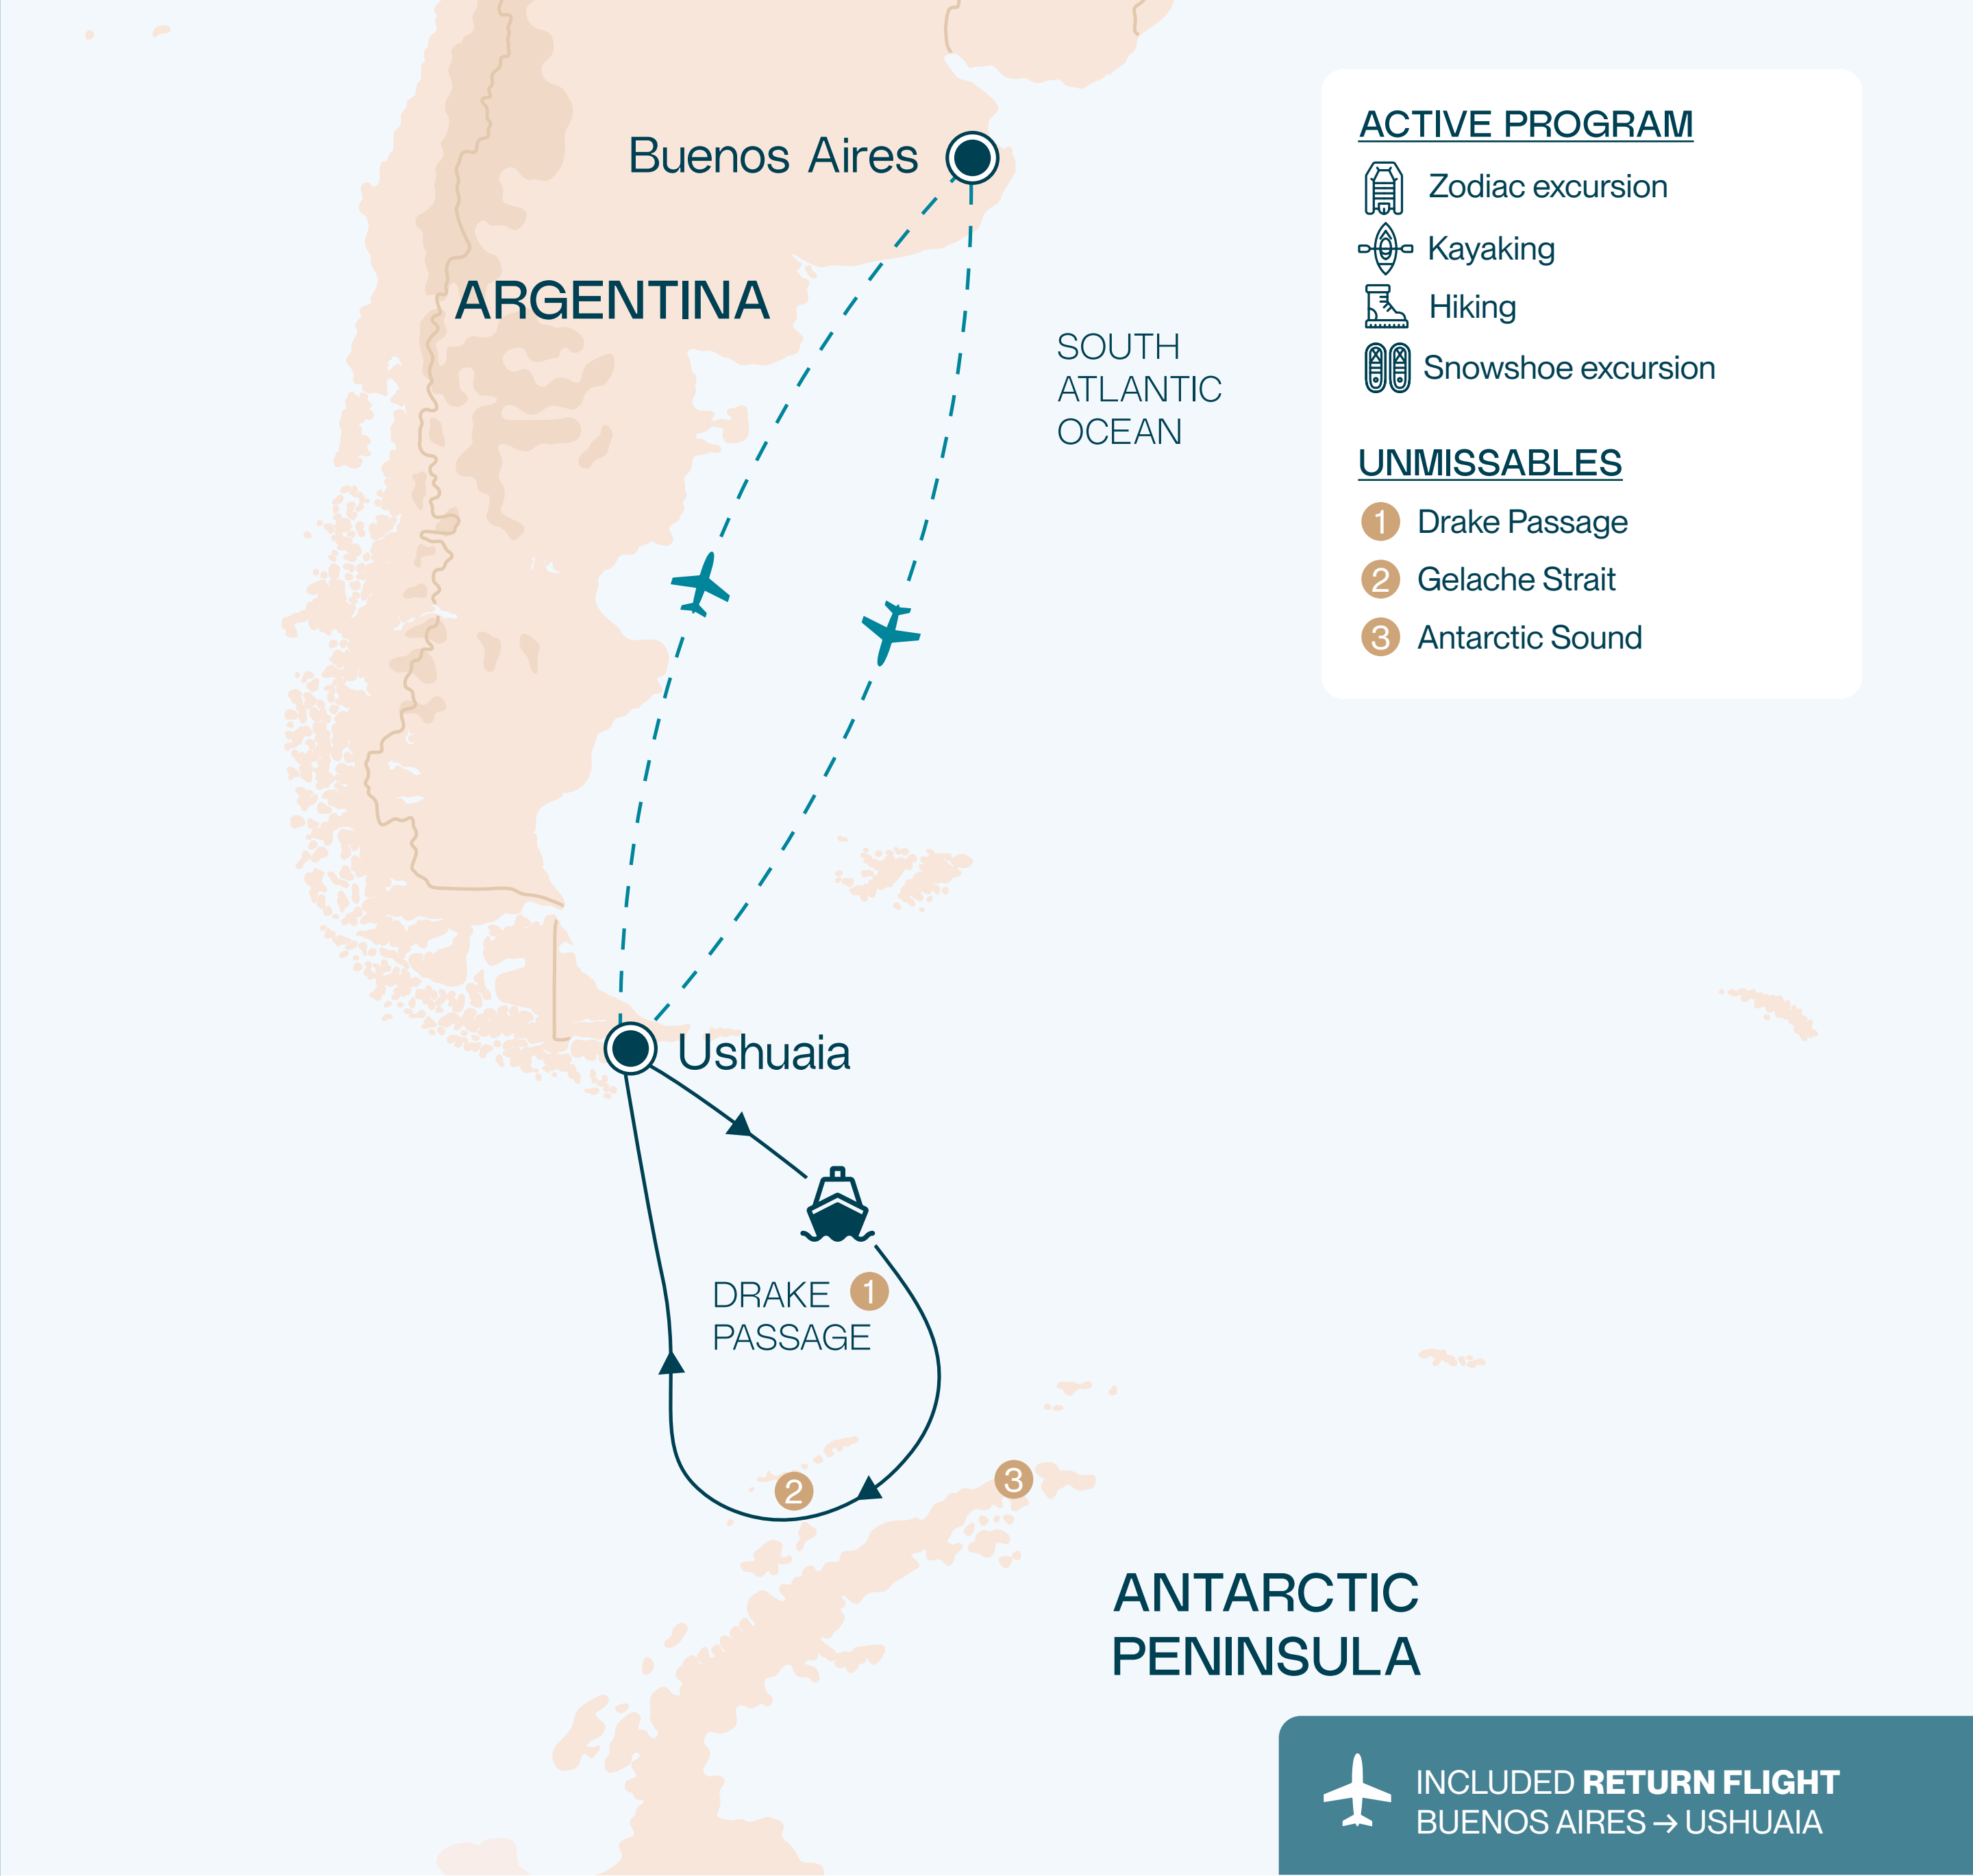 Buenos Aires
ARGENTINA
SOUTH
ATLANTIC
OCEAN
Ushuaia
DRAKE 1
PASSAGE
2
3
ANTARCTIC
PENINSULA
ACTIVE PROGRAM
Zodiac excursion
Kayaking
Hiking
Snowshoe excursion
UNMISSABLES
1 Drake Passage
2 Gelache Strait
3 Antarctic Sound
INCLUDED RETURN FLIGHT
BUENOS AIRES → USHUAIA